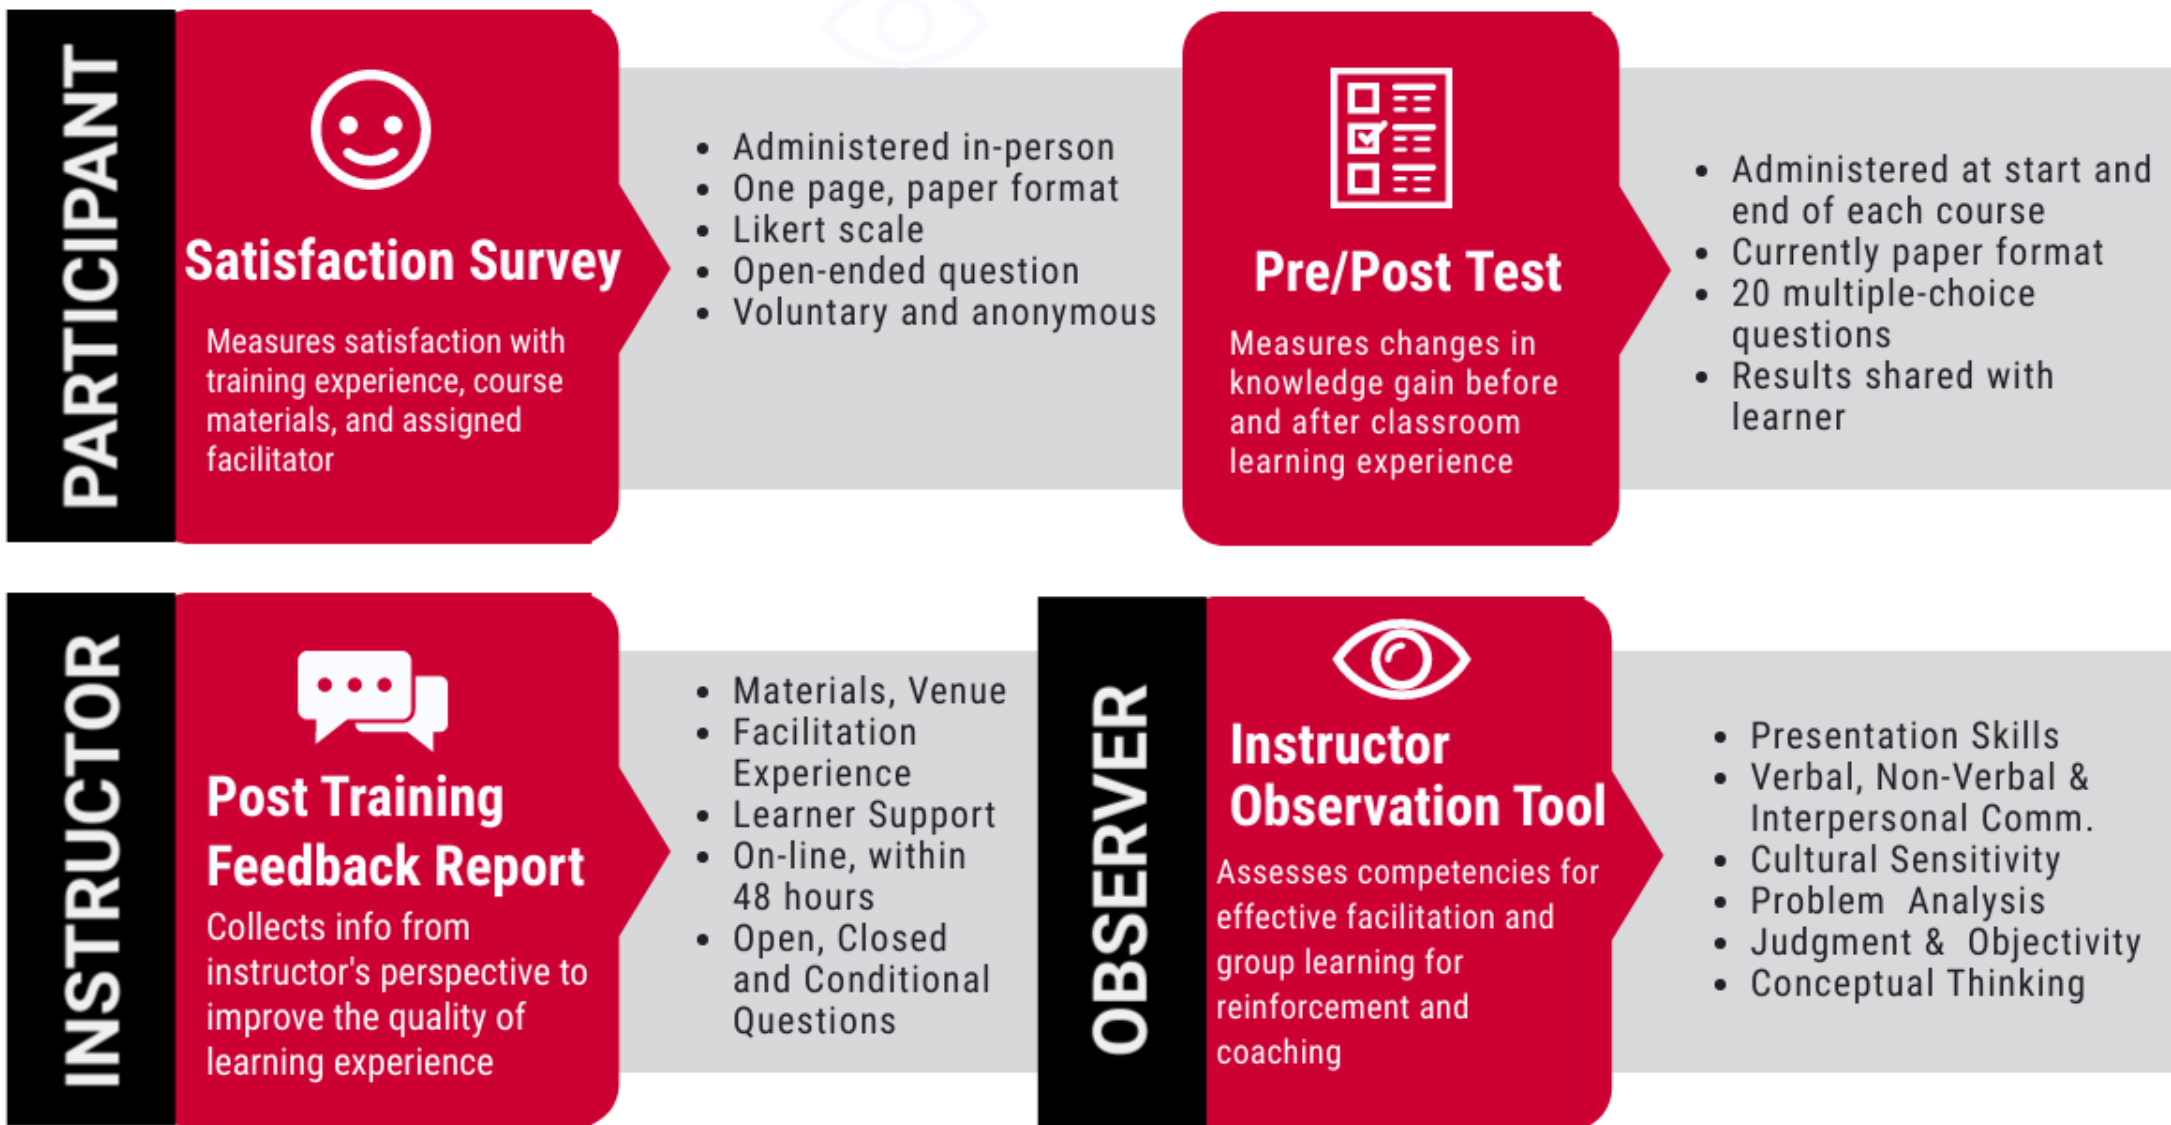 PARTICIPANT
Satisfaction Survey
Measures satisfaction with
training experience, course
materials, and assigned
facilitator
• Administered in-person
• One page, paper format
• Likert scale
• Open-ended question
• Voluntary and anonymous
Pre/Post Test
Measures changes in
knowledge gain before
and after classroom
learning experience
• Administered at start and
end of each course
• Currently paper format
• 20 multiple-choice
questions
• Results shared with
learner
INSTRUCTOR
Post Training
Feedback Report
Collects info from
instructor's perspective to
improve the quality of
learning experience
• Materials, Venue
• Facilitation
Experience
• Learner Support
• On-line, within
48 hours
• Open, Closed
and Conditional
Questions
OBSERVER
Instructor
Observation Tool
Assesses competencies for
effective facilitation and
group learning for
reinforcement and
coaching
• Presentation Skills
• Verbal, Non-Verbal &
Interpersonal Comm.
• Cultural Sensitivity
• Problem Analysis
• Judgment & Objectivity
• Conceptual Thinking